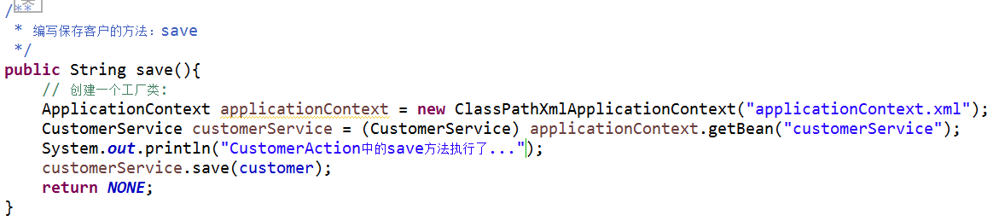 类
/**
 * 编写保存客户的方法：save
 */
public String save(){
    // 创建一个工厂类：
    ApplicationContext applicationContext = new ClassPathXmlApplicationContext("applicationContext.xml");
    CustomerService customerService = (CustomerService) applicationContext.getBean("customerService");
    System.out.println("CustomerAction中的save方法执行了...");
    customerService.save(customer);
    return NONE;
}